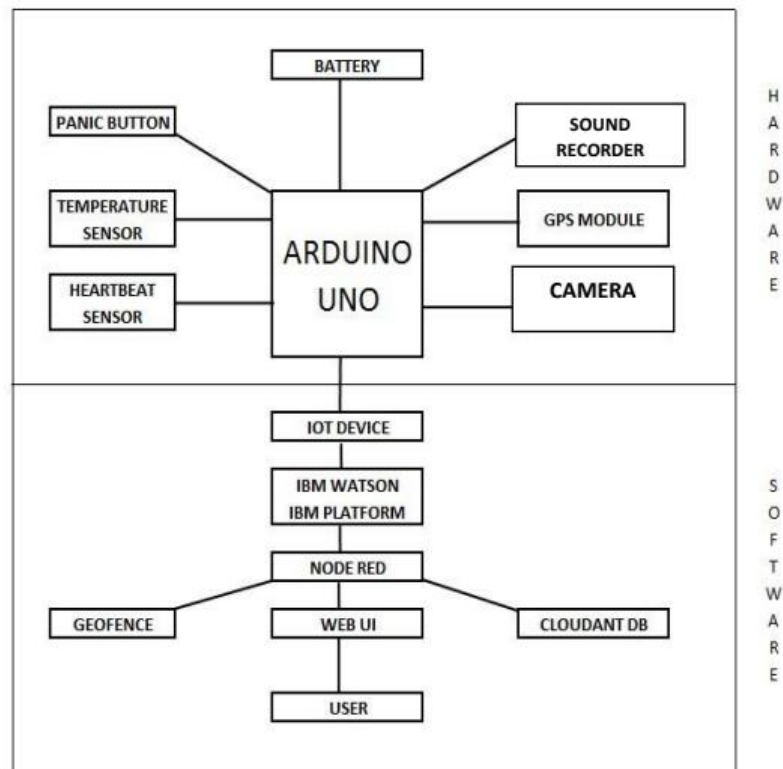 BATTERY
PANIC BUTTON
SOUND
RECORDER
TEMPERATURE
SENSOR
GPS MODULE
ARDUINO
UNO
HEARTBEAT
SENSOR
CAMERA
H
A
R
D
W
A
R
E
IOT DEVICE
IBM WATSON
IBM PLATFORM
NODE RED
GEOFENCE
WEB UI
CLOUDANT DB
USER
S
O
F
T
W
A
R
E